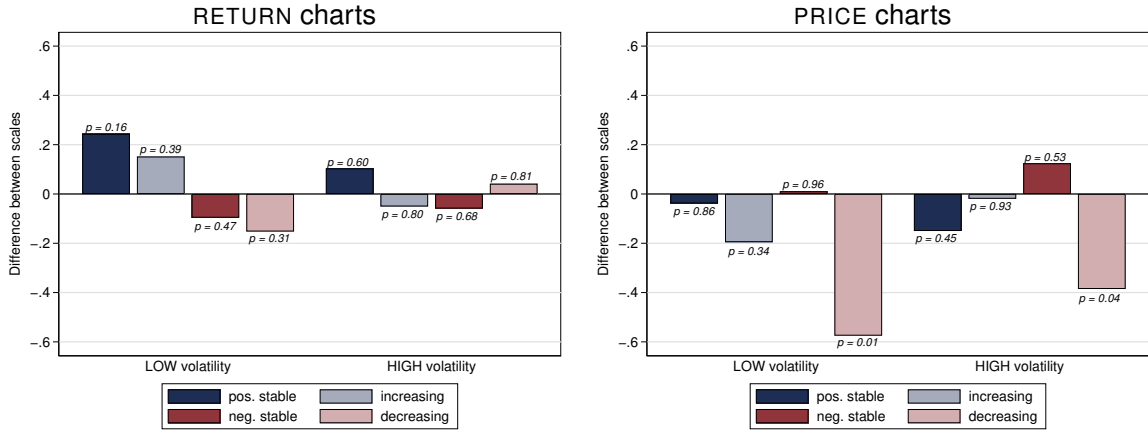 RETURN charts
Difference between scales
.6
.4
.2
0
-.2
-.4
-.6
p = 0.16
p = 0.39
p = 0.47
p = 0.31
p = 0.60
p = 0.80
p = 0.68
p = 0.81
LOW volatility
HIGH volatility
pos. stable
increasing
neg. stable
decreasing
PRICE charts
Difference between scales
.6
.4
.2
0
-.2
-.4
-.6
p = 0.86
p = 0.34
p = 0.96
p = 0.01
p = 0.45
p = 0.93
p = 0.53
p = 0.04
LOW volatility
HIGH volatility
pos. stable
increasing
neg. stable
decreasing